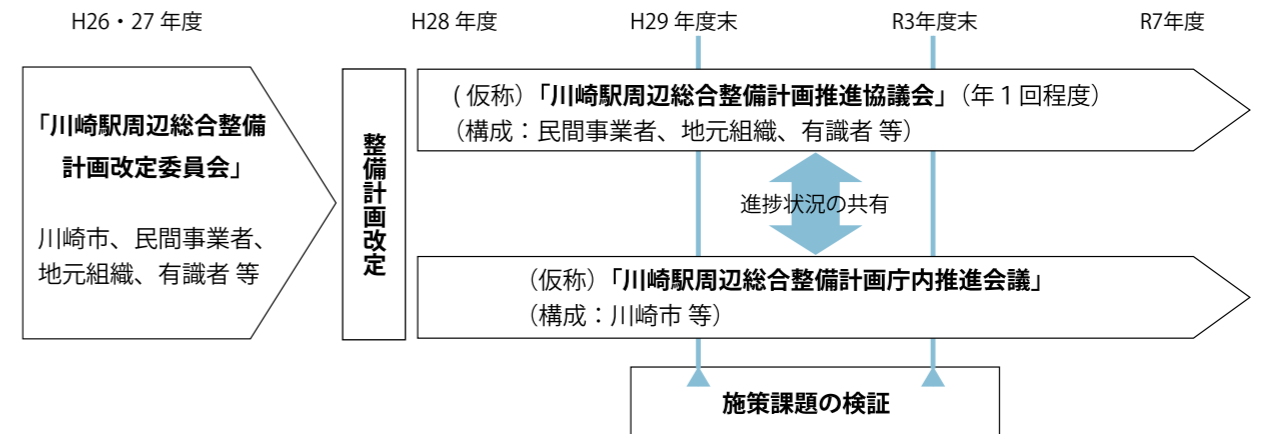 H26・27 年度
H28 年度
H29 年度末
R3年度末
R7年度
「川崎駅周辺総合整備
計画改定委員会」
川崎市、民間事業者、
地元組織、有識者 等
整備計画改定
( 仮称)「川崎駅周辺総合整備計画推進協議会」（年 1 回程度）
（構成：民間事業者、地元組織、有識者 等）
進捗状況の共有
（仮称）「川崎駅周辺総合整備計画庁内推進会議」
（構成：川崎市 等）
施策課題の検証